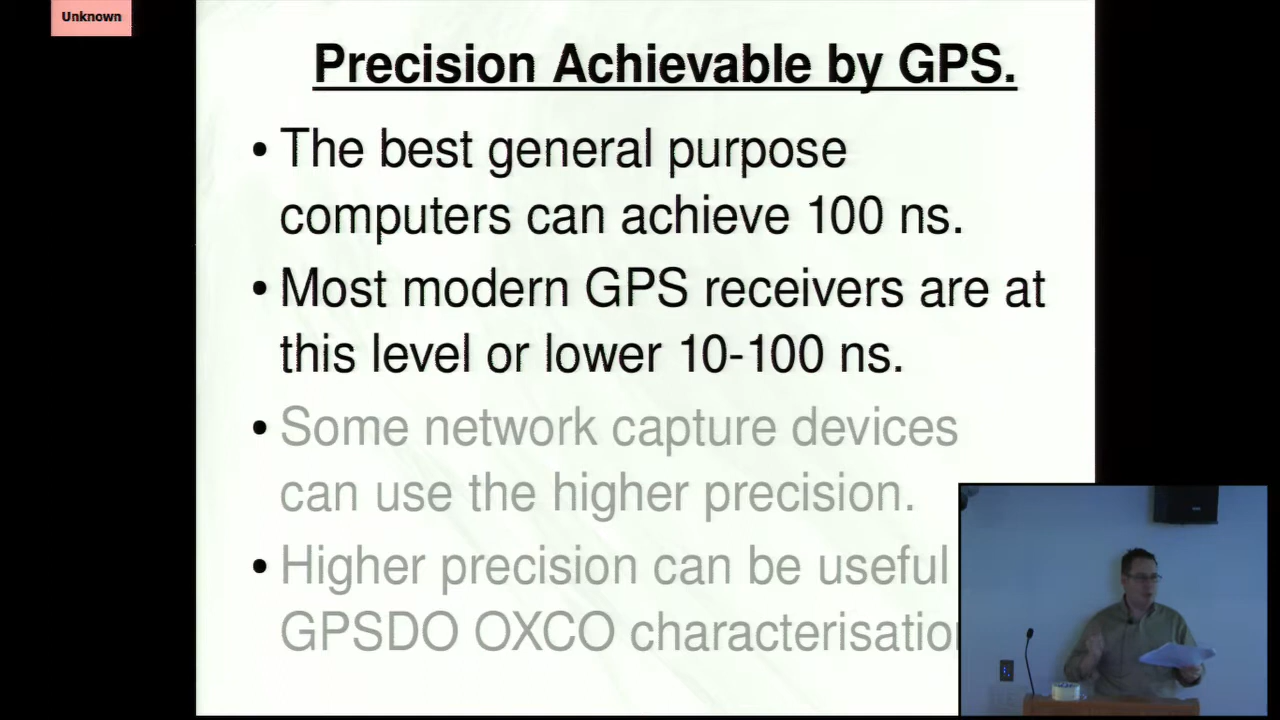 Unknown
Precision Achievable by GPS.
• The best general purpose
computers can achieve 100 ns.
• Most modern GPS receivers are at
this level or lower 10-100 ns.
• Some network capture devices
can use the higher precision.
• Higher precision can be useful
GPSDO OXCO